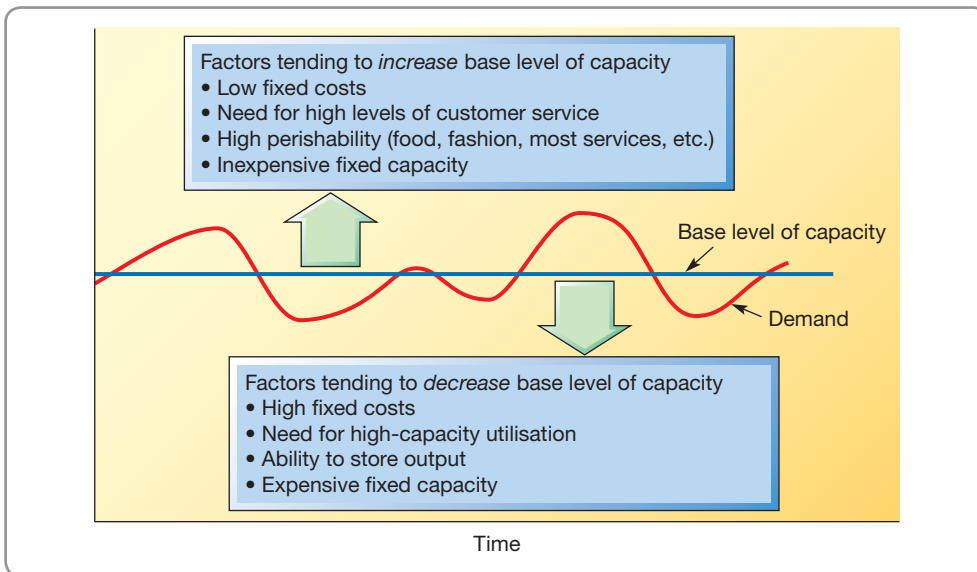 Factors tending to increase base level of capacity
• Low fixed costs
• Need for high levels of customer service
• High perishability (food, fashion, most services, etc.)
• Inexpensive fixed capacity
Base level of capacity
Demand
Factors tending to decrease base level of capacity
• High fixed costs
• Need for high-capacity utilisation
• Ability to store output
• Expensive fixed capacity
Time